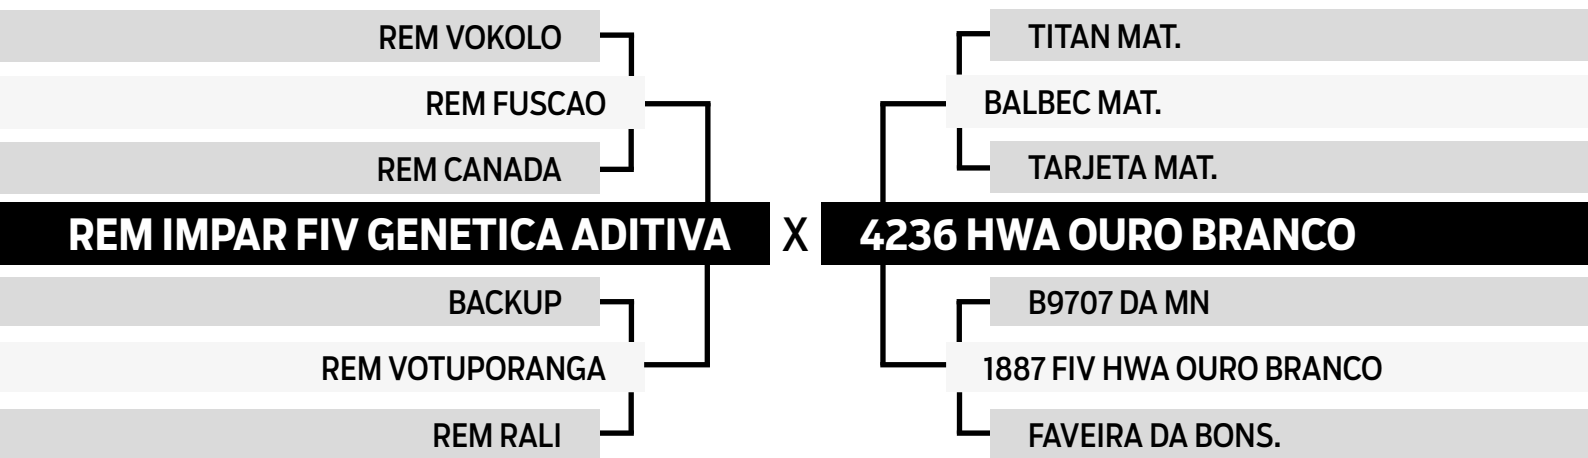 REM VOKOLO
REM FUSCAO
REM CANADA
REM IMPAR FIV GENETICA ADITIVA
BACKUP
REM VOTUPORANGA
REM RALI
X
TITAN MAT.
BALBEC MAT.
TARJETA MAT.
4236 HWA OURO BRANCO
B9707 DA MN
1887 FIV HWA OURO BRANCO
FAVEIRA DA BONS.